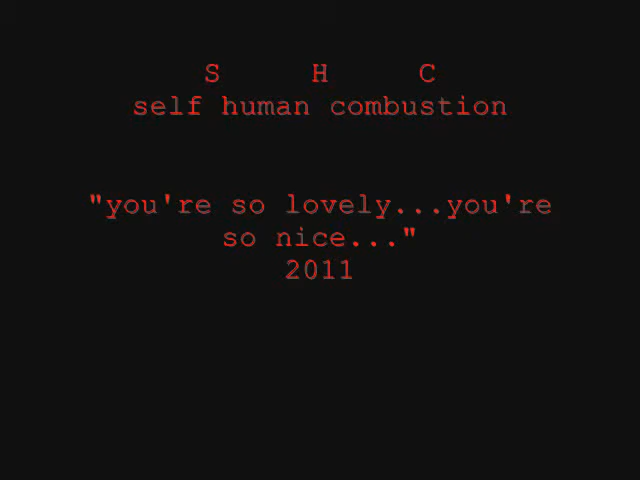 S H C
self human combustion
"you're so lovely...you're
so nice..."
2011